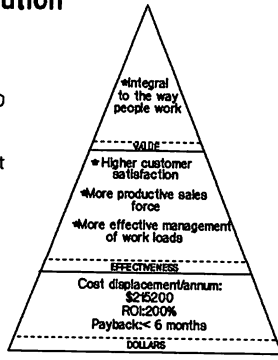 ution
*Integral
to the way
people work
VALUE
* Higher customer
satisfaction
*More productive sales
force
*More effective management
of work loads
EFFECTIVENESS
Cost displacement/annum:
$215200
ROI:200%
Payback:< 6 months
DOLLARS